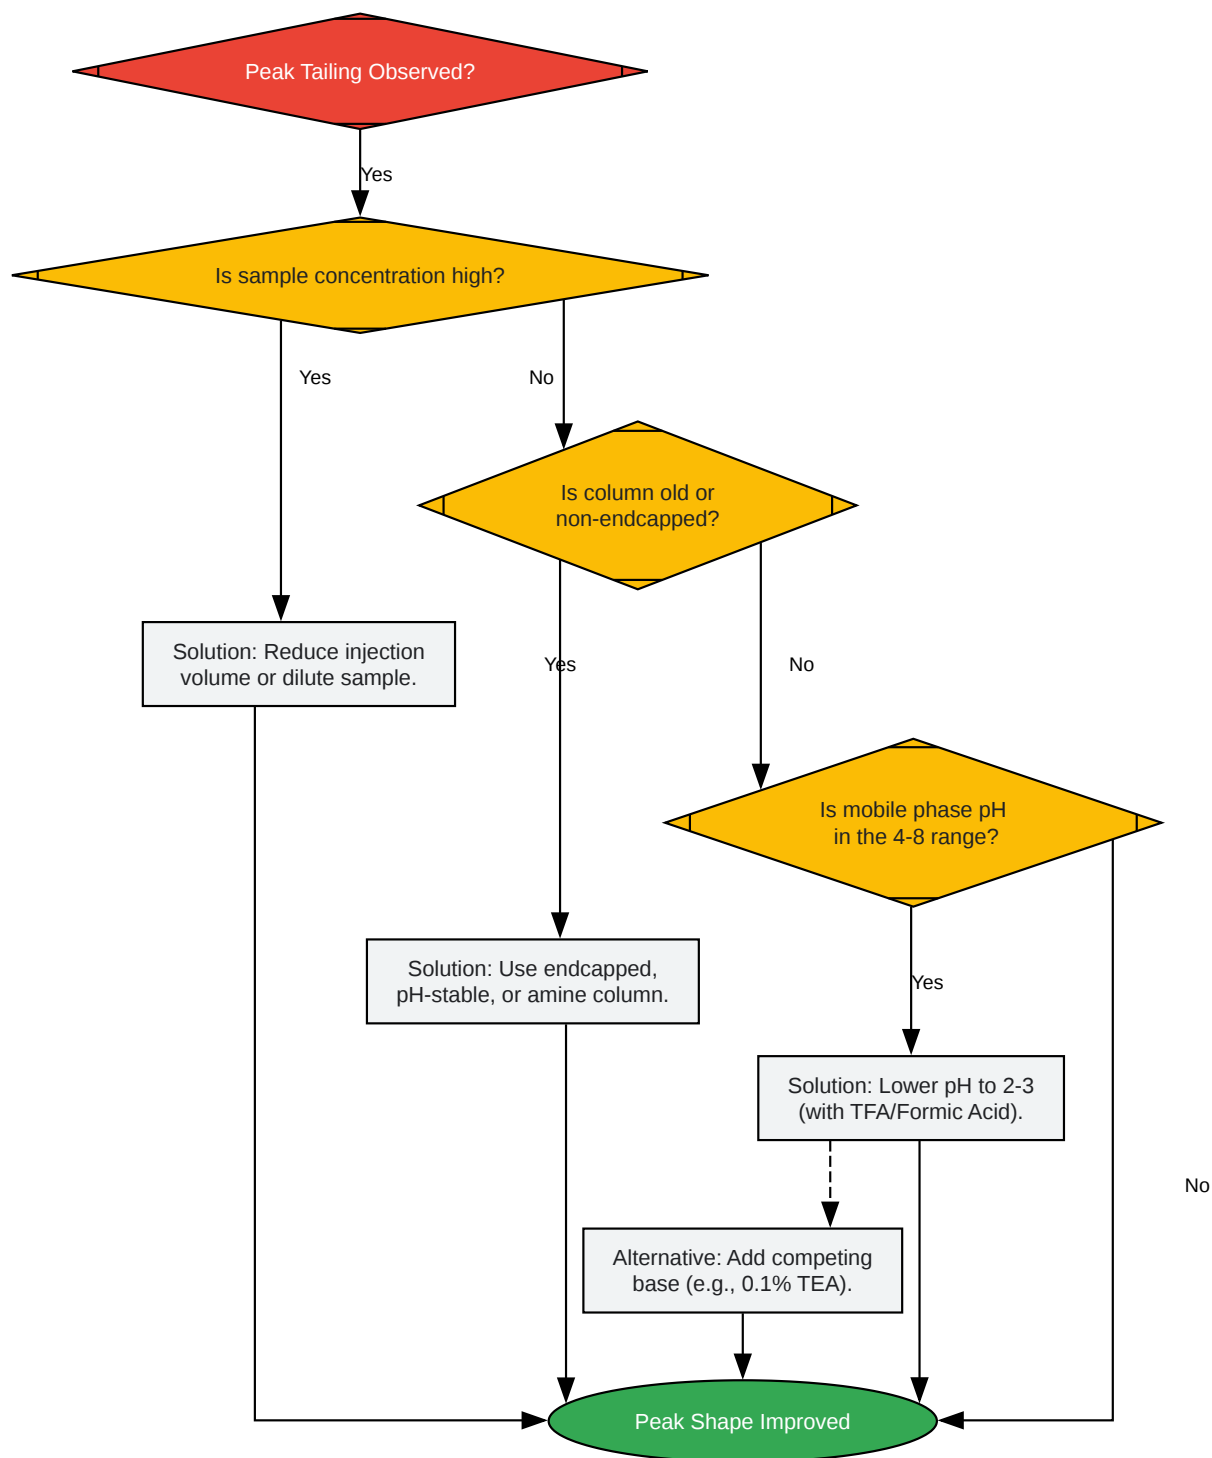 Peak Tailing Observed?
Yes
Is sample concentration high?
Yes
No
Is column old or
non-endcapped?
Solution: Reduce injection
volume or dilute sample.
Yes
No
Is mobile phase pH
in the 4-8 range?
Solution: Use endcapped,
pH-stable, or amine column.
Yes
Solution: Lower pH to 2-3
(with TFA/Formic Acid).
No
Alternative: Add competing
base (e.g., 0.1% TEA).
Peak Shape Improved